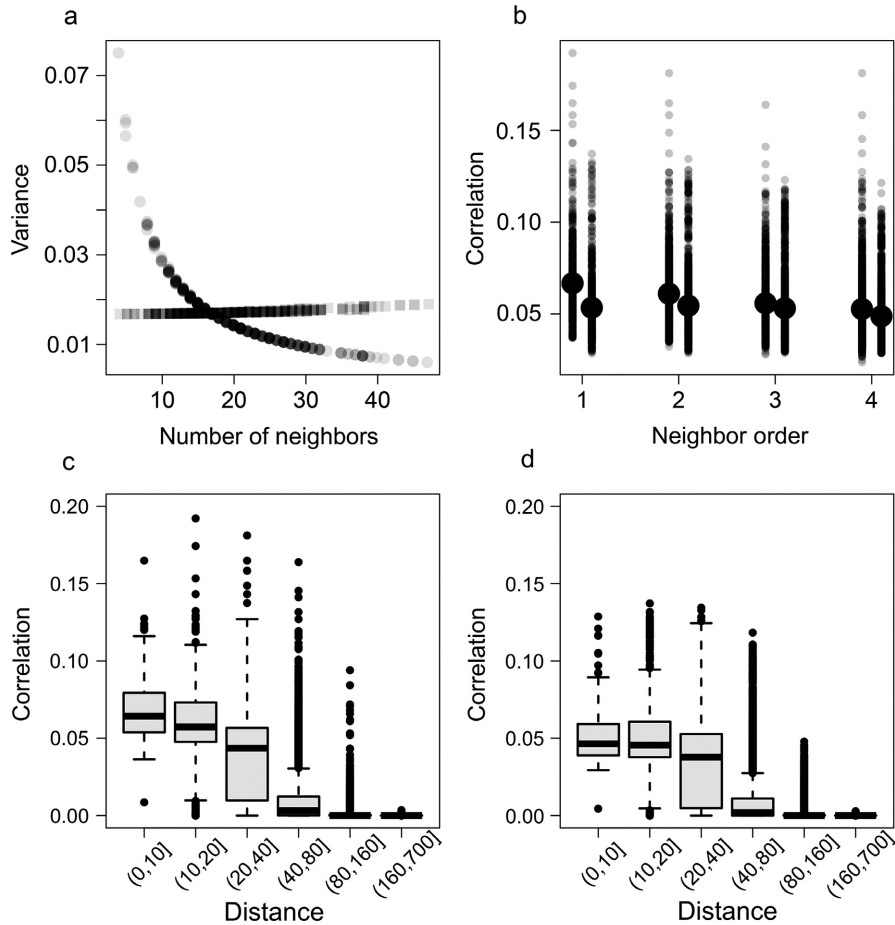 a
0.07
0.05
0.03
0.01
Variance
10 20 30 40
Number of neighbors
b
0.15
0.10
0.05
Correlation
1 2 3 4
Neighbor order
c
0.20
0.15
0.10
0.05
0.00
Correlation
(0,10] (10,20] (20,40] (40,80] (80,160] (160,700]
Distance
d
0.20
0.15
0.10
0.05
0.00
Correlation
(0,10] (10,20] (20,40] (40,80] (80,160] (160,700]
Distance